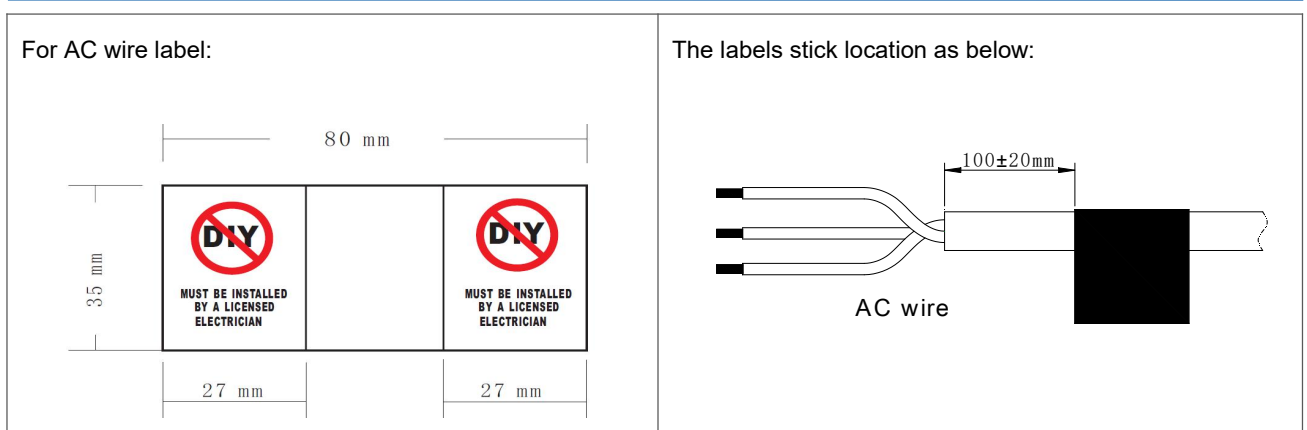 For AC wire label:
80 mm
35 mm
DIY
MUST BE INSTALLED
BY A LICENSED
ELECTRICIAN
DIY
MUST BE INSTALLED
BY A LICENSED
ELECTRICIAN
27 mm
27 mm
The labels stick location as below:
100±20mm
AC wire